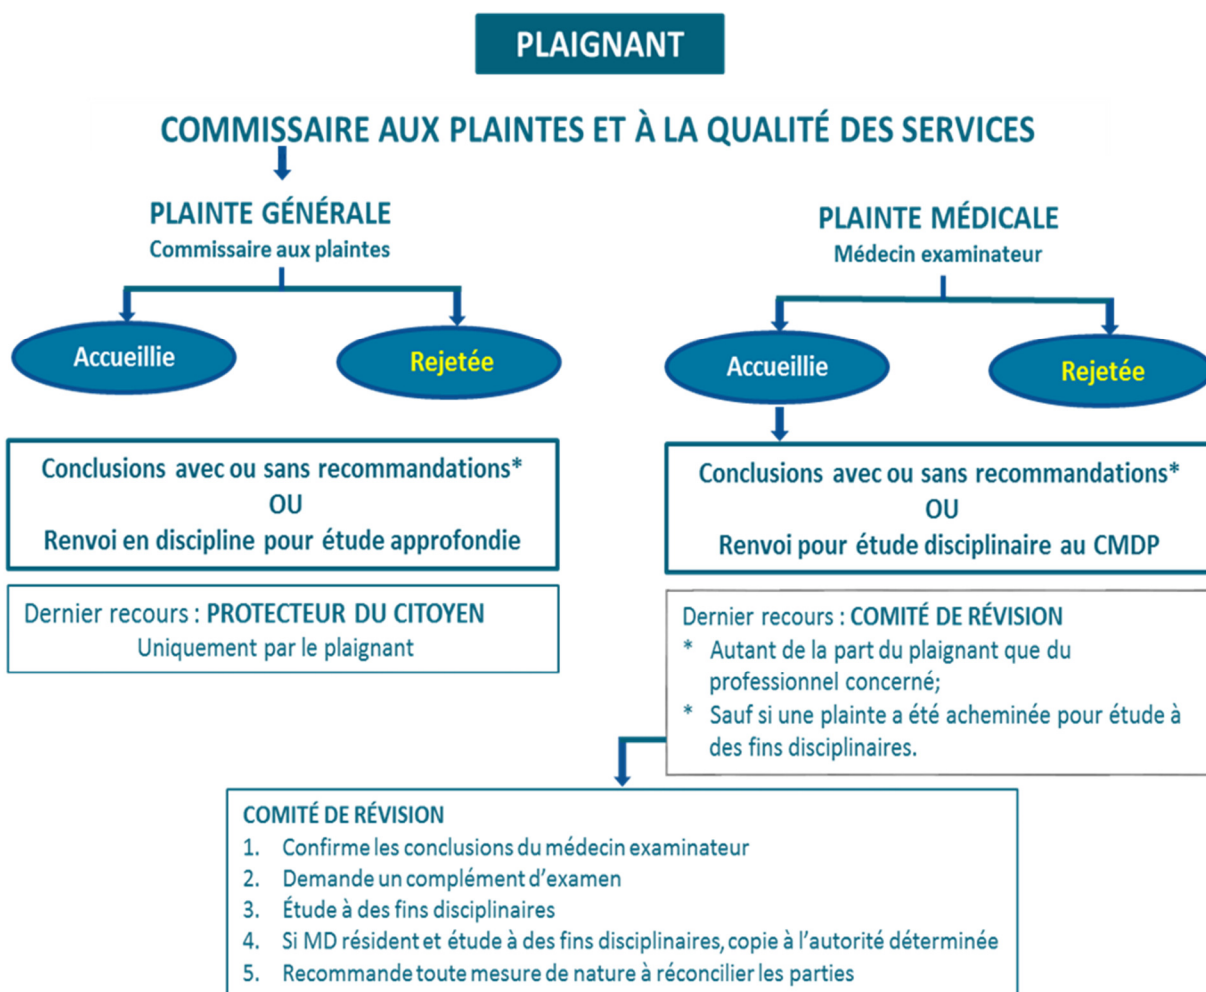 PLAIGNANT
COMMISSAIRE AUX PLAINTES ET À LA QUALITÉ DES SERVICES
PLAINTE GÉNÉRALE
Commissaire aux plaintes
Accueillie
Rejetée
Conclusions avec ou sans recommandations*
OU
Renvoi en discipline pour étude approfondie
Dernier recours : PROTECTEUR DU CITOYEN
Uniquement par le plaignant
PLAINTE MÉDICALE
Médecin examinateur
Accueillie
Rejetée
Conclusions avec ou sans recommandations*
OU
Renvoi pour étude disciplinaire au CMDP
Dernier recours : COMITÉ DE RÉVISION
* Autant de la part du plaignant que du
professionnel concerné;
* Sauf si une plainte a été acheminée pour étude à
des fins disciplinaires.
COMITÉ DE RÉVISION
1. Confirme les conclusions du médecin examinateur
2. Demande un complément d'examen
3. Étude à des fins disciplinaires
4. Si MD résident et étude à des fins disciplinaires, copie à l'autorité déterminée
5. Recommande toute mesure de nature à réconcilier les parties